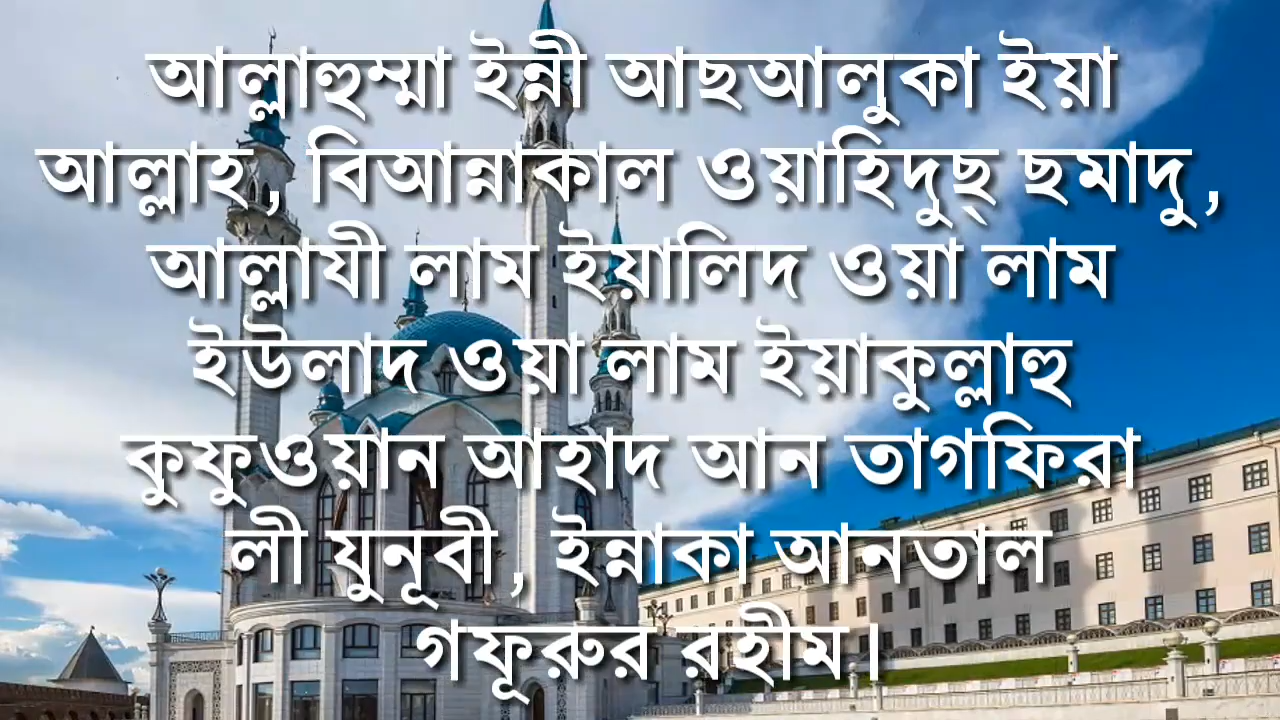 আল্লাহুম্মা ইন্নী আছআলুকা ইয়া
আল্লাহ, বিআন্নাকাল ওয়াহিদুছ্ ছমাদু,
আল্লাযী লাম ইয়ালিদ ওয়া লাম
ইউলাদ ওয়া লাম ইয়াকুল্লাহু
কুফুওয়ান আহাদ আন তাগফিরা
লী যুনূবী, ইন্নাকা আনতাল
গফূরুর রহীম।